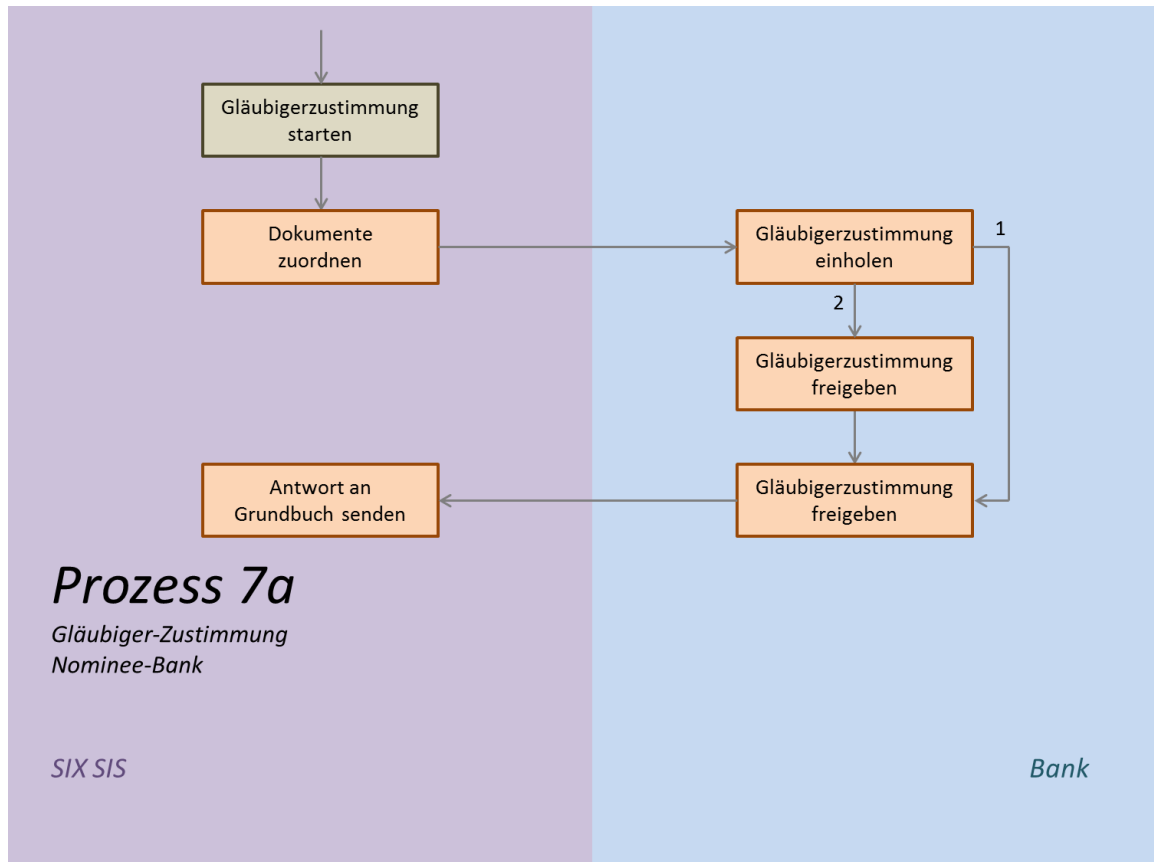 Gläubigerzustimmung
starten
Dokumente
zuordnen
Gläubigerzustimmung
einholen
1
2
Gläubigerzustimmung
freigeben
Antwort an
Grundbuch senden
Gläubigerzustimmung
freigeben
Prozess 7a
Gläubiger-Zustimmung
Nominee-Bank
SIX SIS
Bank